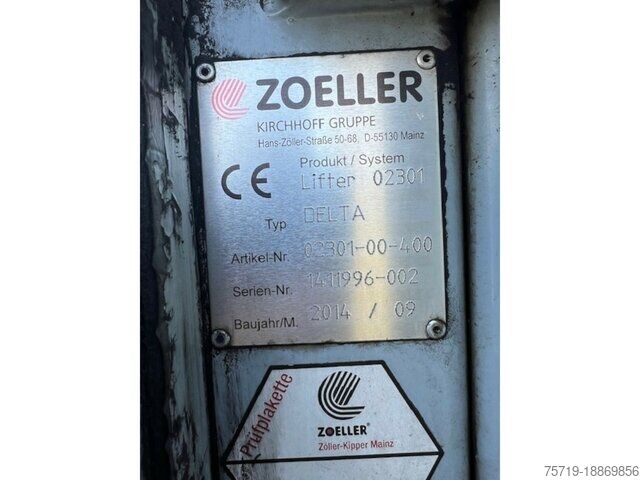 ZOELLER
KIRCHHOFF GRUPPE
Hans-Zöller-Straße 50-68, D-55130 Mainz
CE
Produkt / System
Lifter 02301
Typ DELTA
Artikel-Nr. 02301-00-400
Serien-Nr. 1411996-002
Baujahr/M. 2014 / 09
Prüfplakette
ZOELLER®
Zöller-Kipper Mainz
75719-18869856